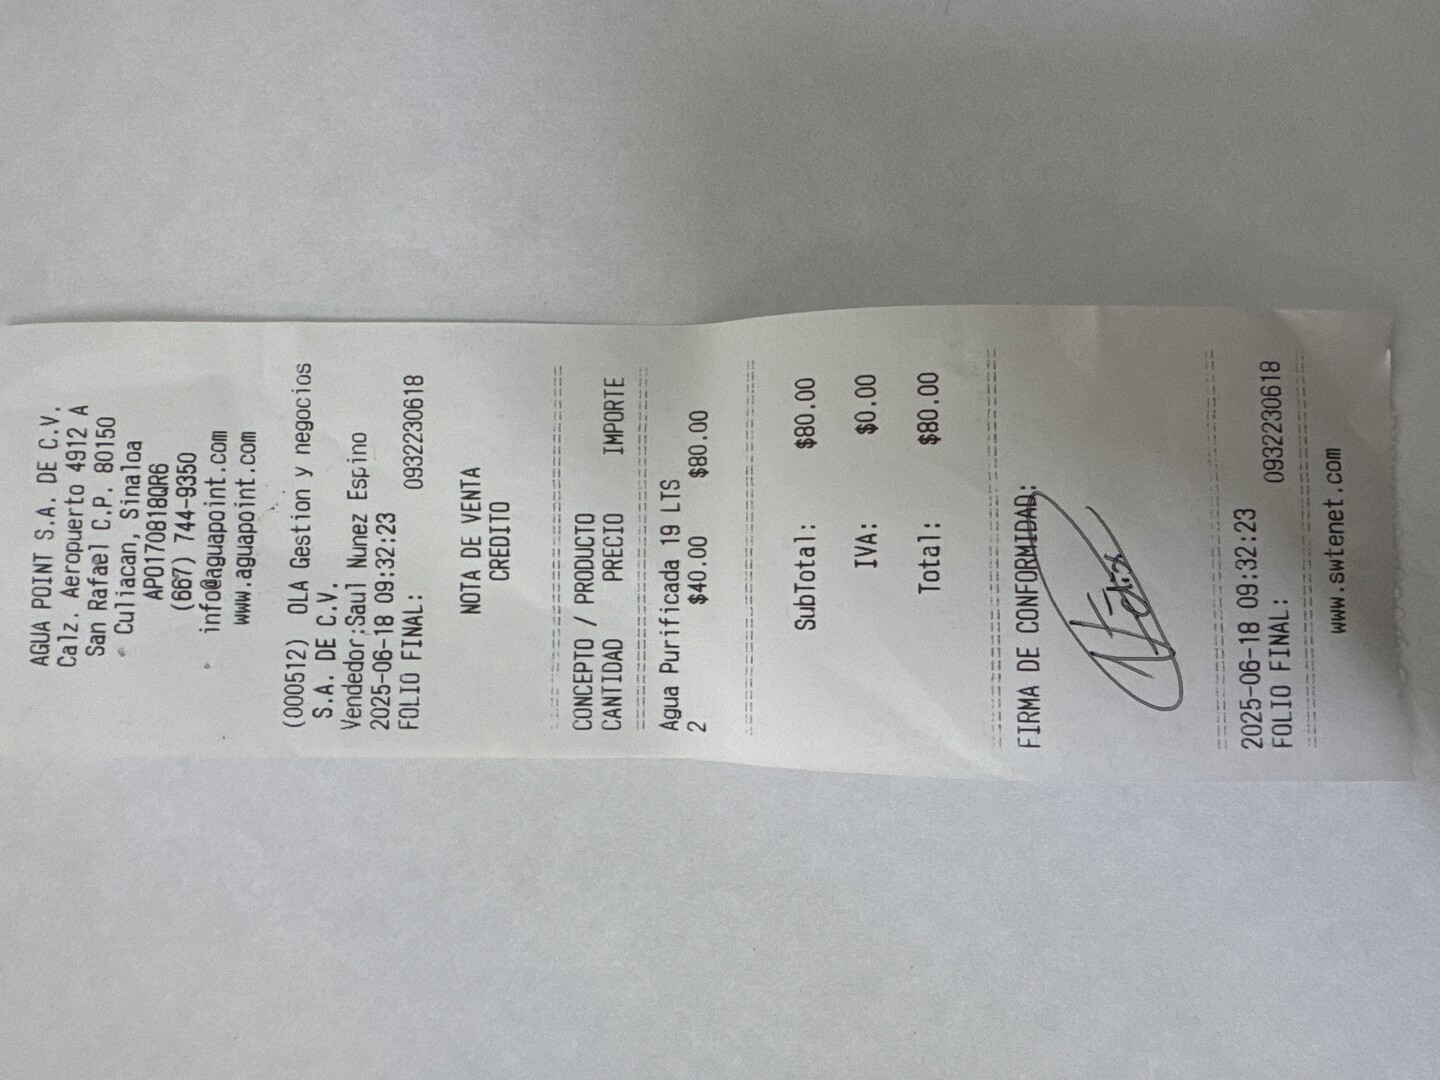 AGUA POINT S.A. DE C.V.
Calz. Aeropuerto 4912 A
San Rafael C.P. 80150
Culiacan, Sinaloa
APO170818QR6
(667) 744-9350
info@aguapoint.com
www.aguapoint.com
(000512) OLA Gestion y negocios
S.A. DE C.V.
Vendedor:Saul Nunez Espino
2025-06-18 09:32:23
FOLIO FINAL: 0932230618
NOTA DE VENTA
CREDITO
CONCEPTO / PRODUCTO
CANTIDAD PRECIO IMPORTE
Agua Purificada 19 LTS
2 $40.00 $80.00
SubTotal: $80.00
IVA: $0.00
Total: $80.00
FIRMA DE CONFORMIDAD:
2025-06-18 09:32:23
FOLIO FINAL: 0932230618
www.swtenet.com